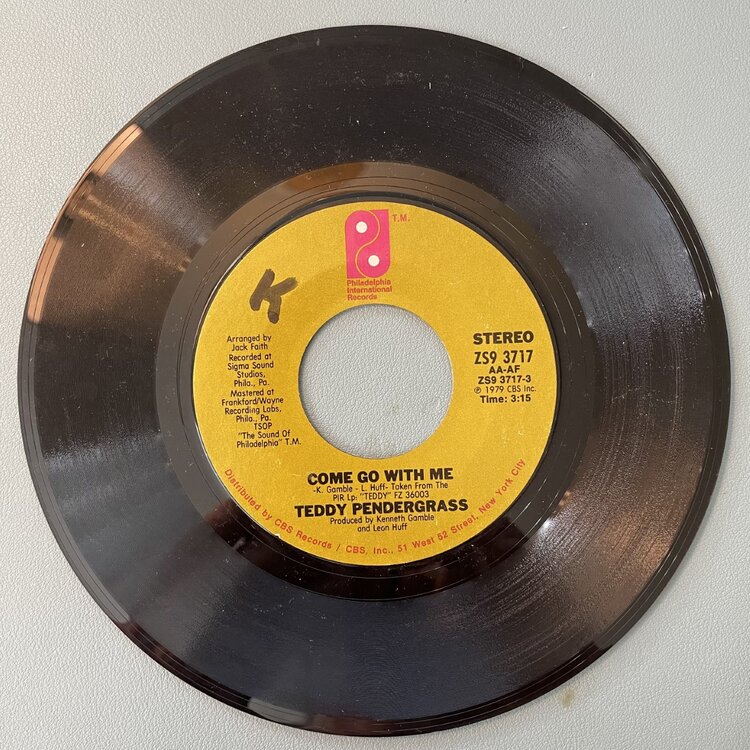 T.M.
Philadelphia
International
Records
K
Arranged by
Jack Faith
Recorded at
Sigma Sound
Studios,
Phila., Pa.
Mastered at
Frankford/Wayne
Recording Labs,
Phila., Pa.
TSOP
"The Sound Of
Philadelphia" T.M.
STEREO
ZS9 3717
AA-AF
ZS9 3717-3
℗ 1979 CBS Inc.
Time: 3:15
COME GO WITH ME
-K. Gamble - L. Huff- Taken From The
PIR Lp: "TEDDY" FZ 36003
TEDDY PENDERGRASS
Produced by Kenneth Gamble
and Leon Huff
Distributed by CBS Records / CBS, Inc., 51 West 52 Street, New York City